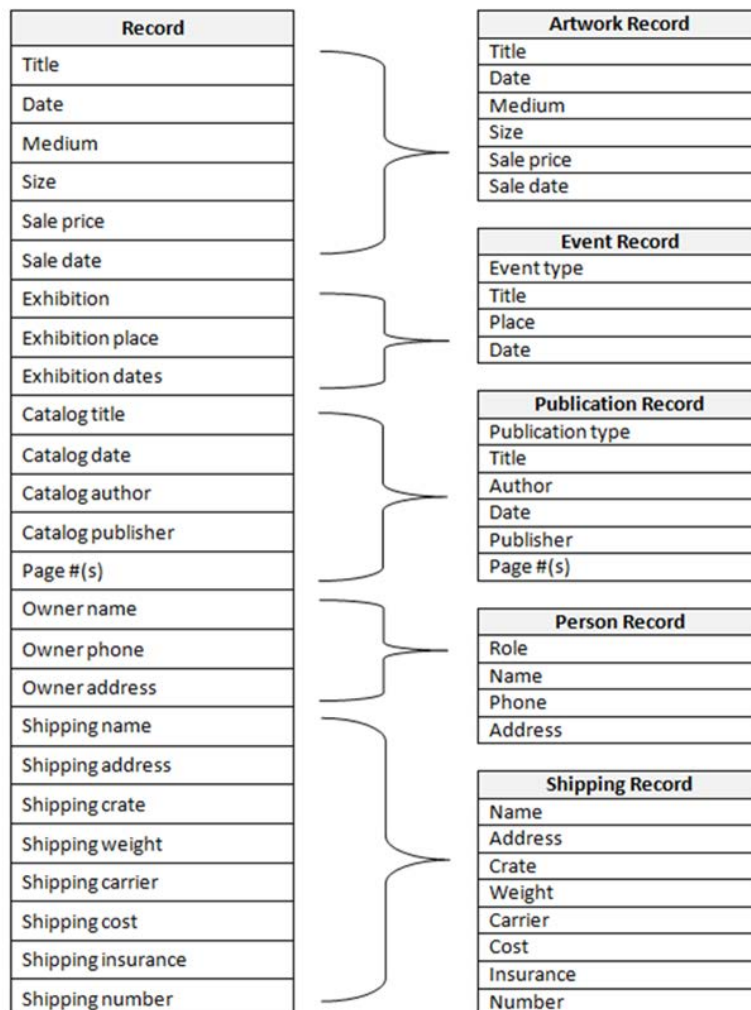 Record
Title
Date
Medium
Size
Sale price
Sale date
Exhibition
Exhibition place
Exhibition dates
Catalog title
Catalog date
Catalog author
Catalog publisher
Page #(s)
Owner name
Owner phone
Owner address
Shipping name
Shipping address
Shipping crate
Shipping weight
Shipping carrier
Shipping cost
Shipping insurance
Shipping number
Artwork Record
Title
Date
Medium
Size
Sale price
Sale date
Event Record
Event type
Title
Place
Date
Publication Record
Publication type
Title
Author
Date
Publisher
Page #(s)
Person Record
Role
Name
Phone
Address
Shipping Record
Name
Address
Crate
Weight
Carrier
Cost
Insurance
Number